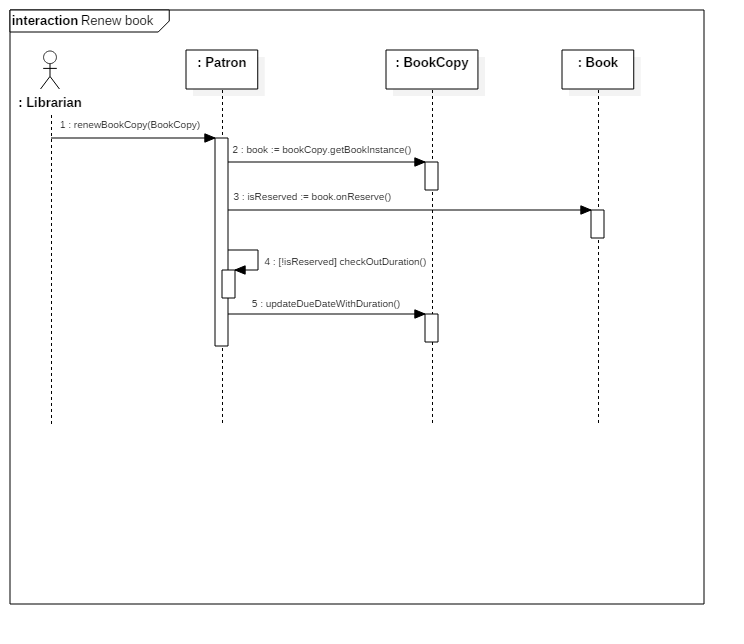 interaction Renew book
: Patron
: BookCopy
: Book
: Librarian
1 : renewBookCopy(BookCopy)
2 : book := bookCopy.getBookInstance()
3 : isReserved := book.onReserve()
4 : [!isReserved] checkOutDuration()
5 : updateDueDateWithDuration()